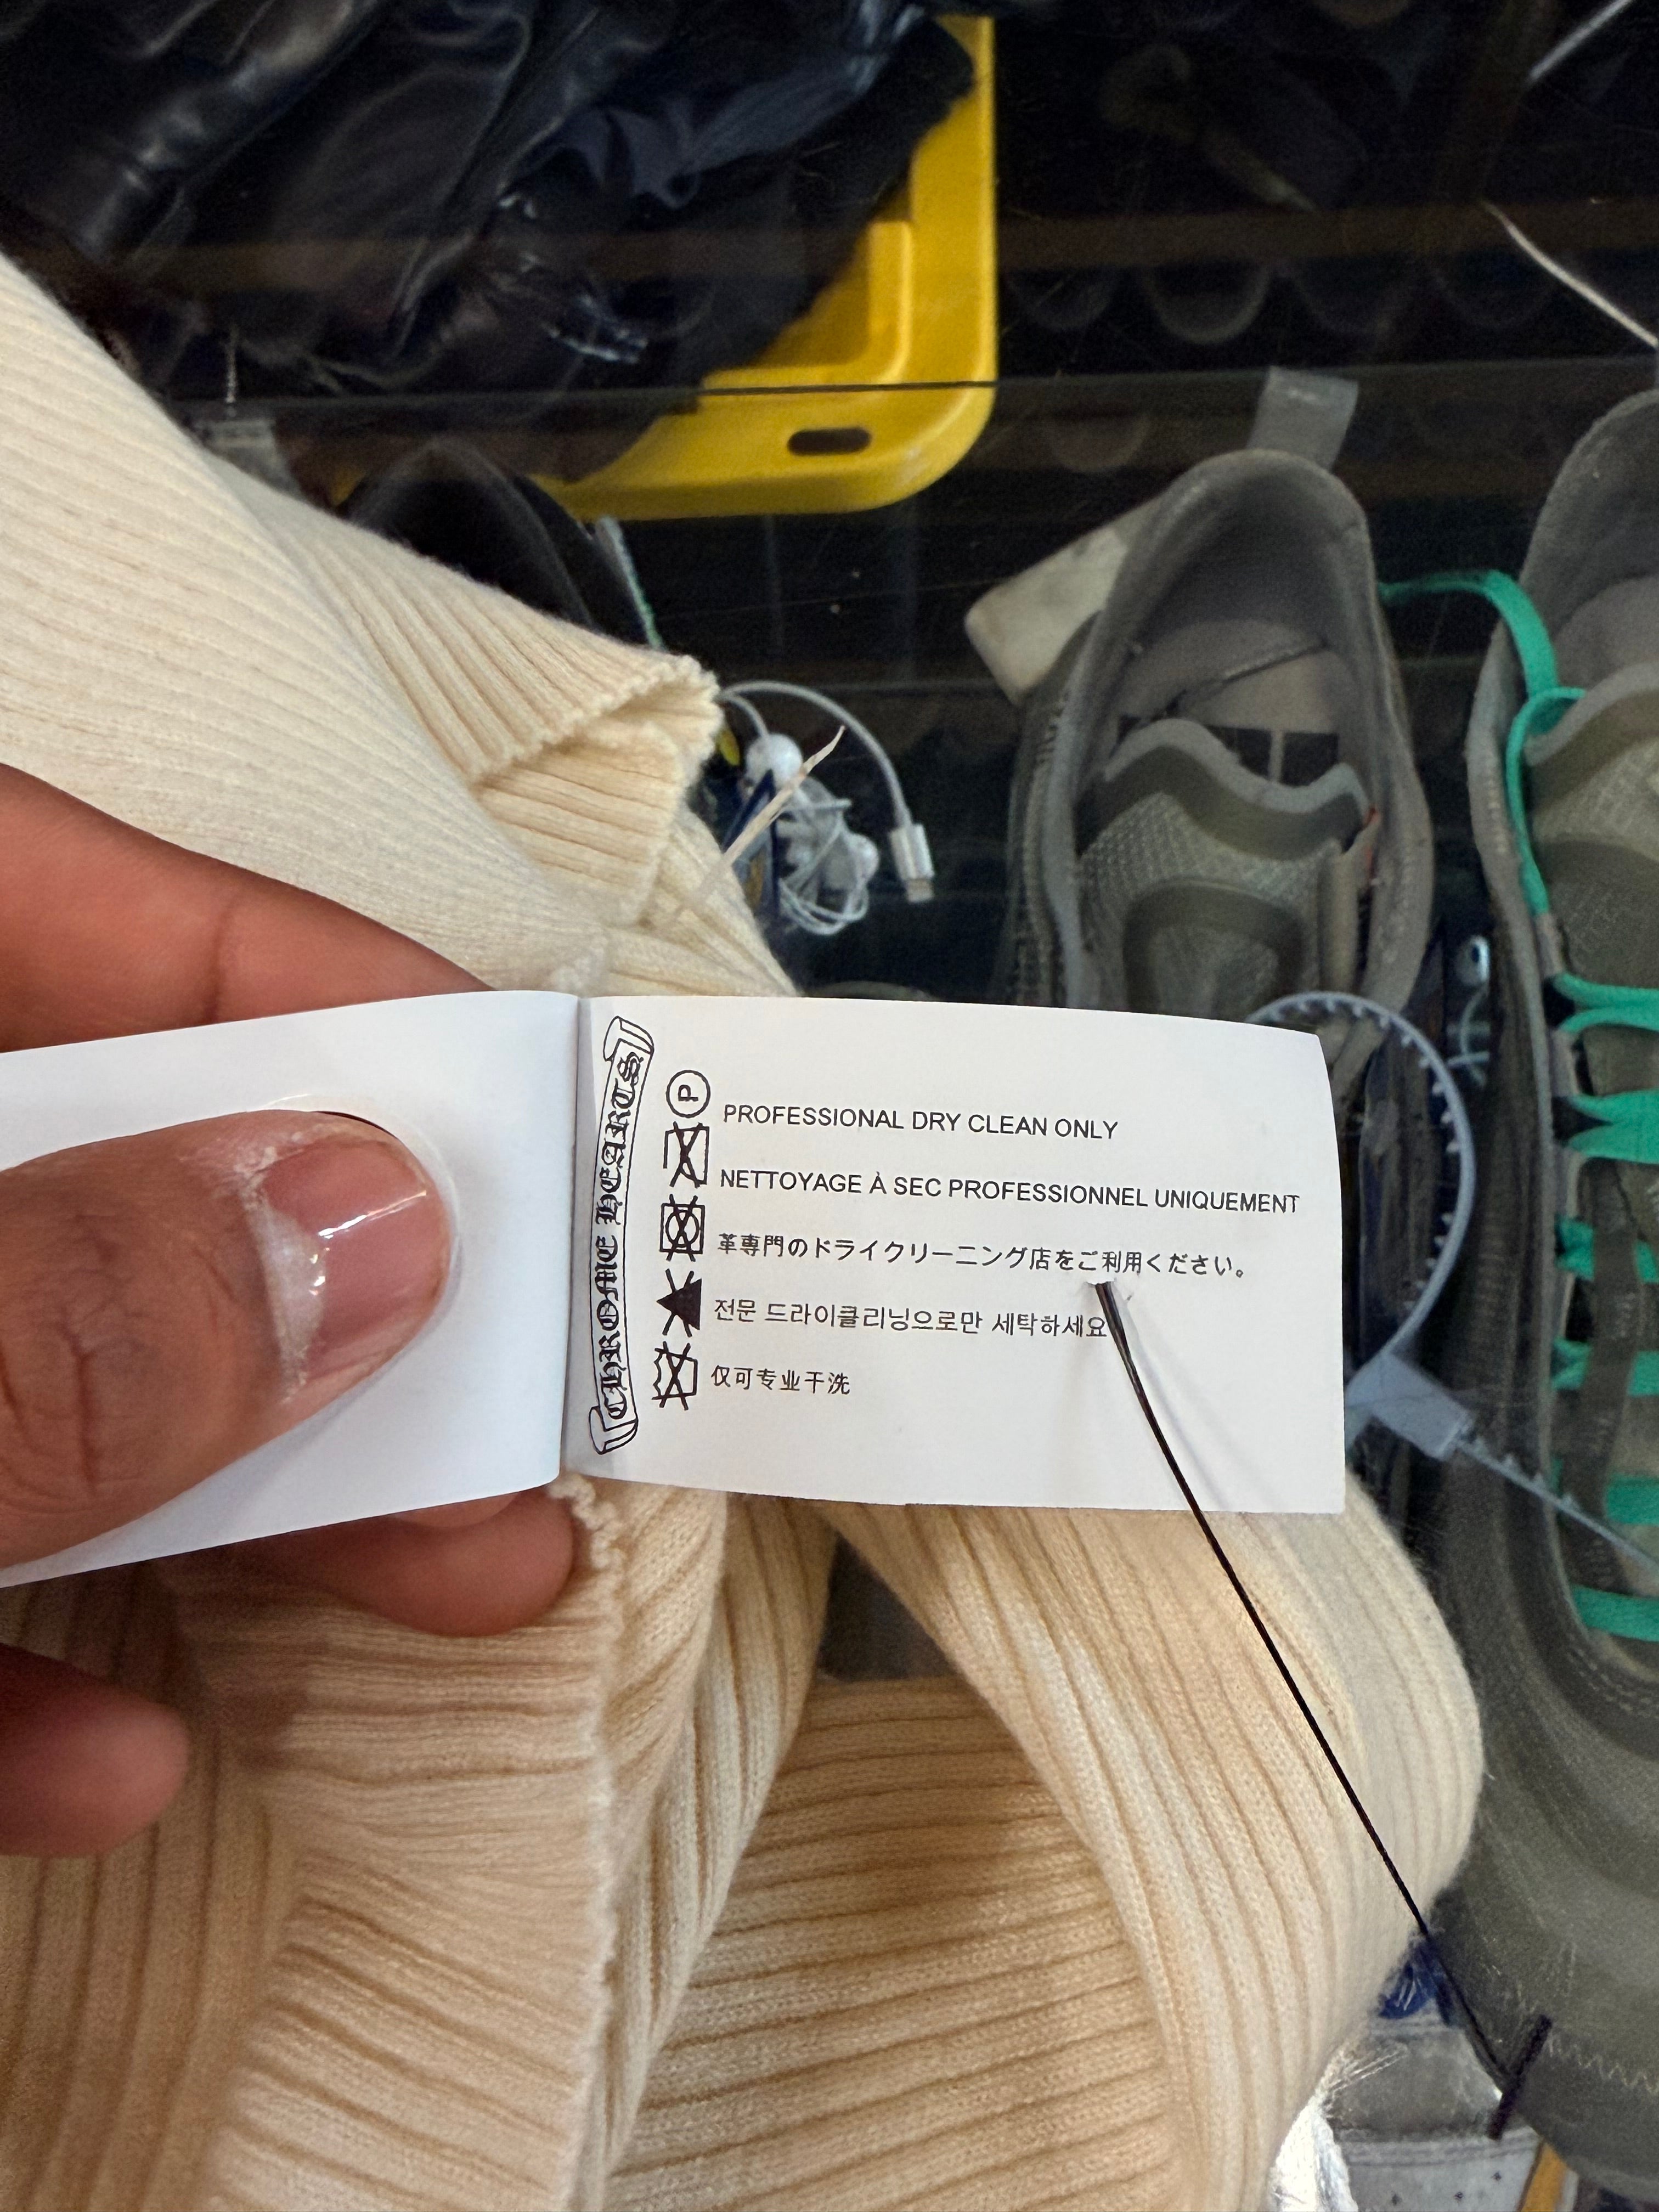 CHROME HEARTS
P
PROFESSIONAL DRY CLEAN ONLY
NETTOYAGE À SEC PROFESSIONNEL UNIQUEMENT
革専門のドライクリーニング店をご利用ください。
전문 드라이클리닝으로만 세탁하세요
仅可专业干洗